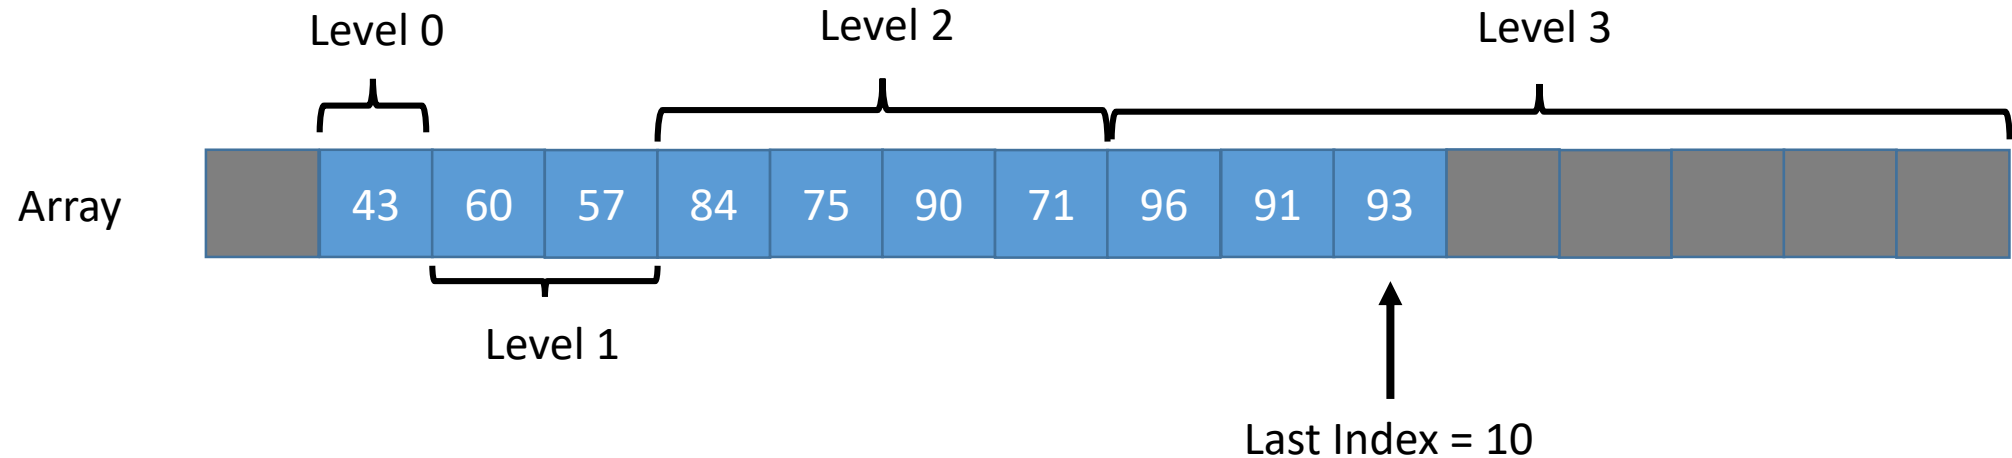 Level 0
Level 2
Level 3
Array
43 60 57 84 75 90 71 96 91 93
Level 1
Last Index = 10